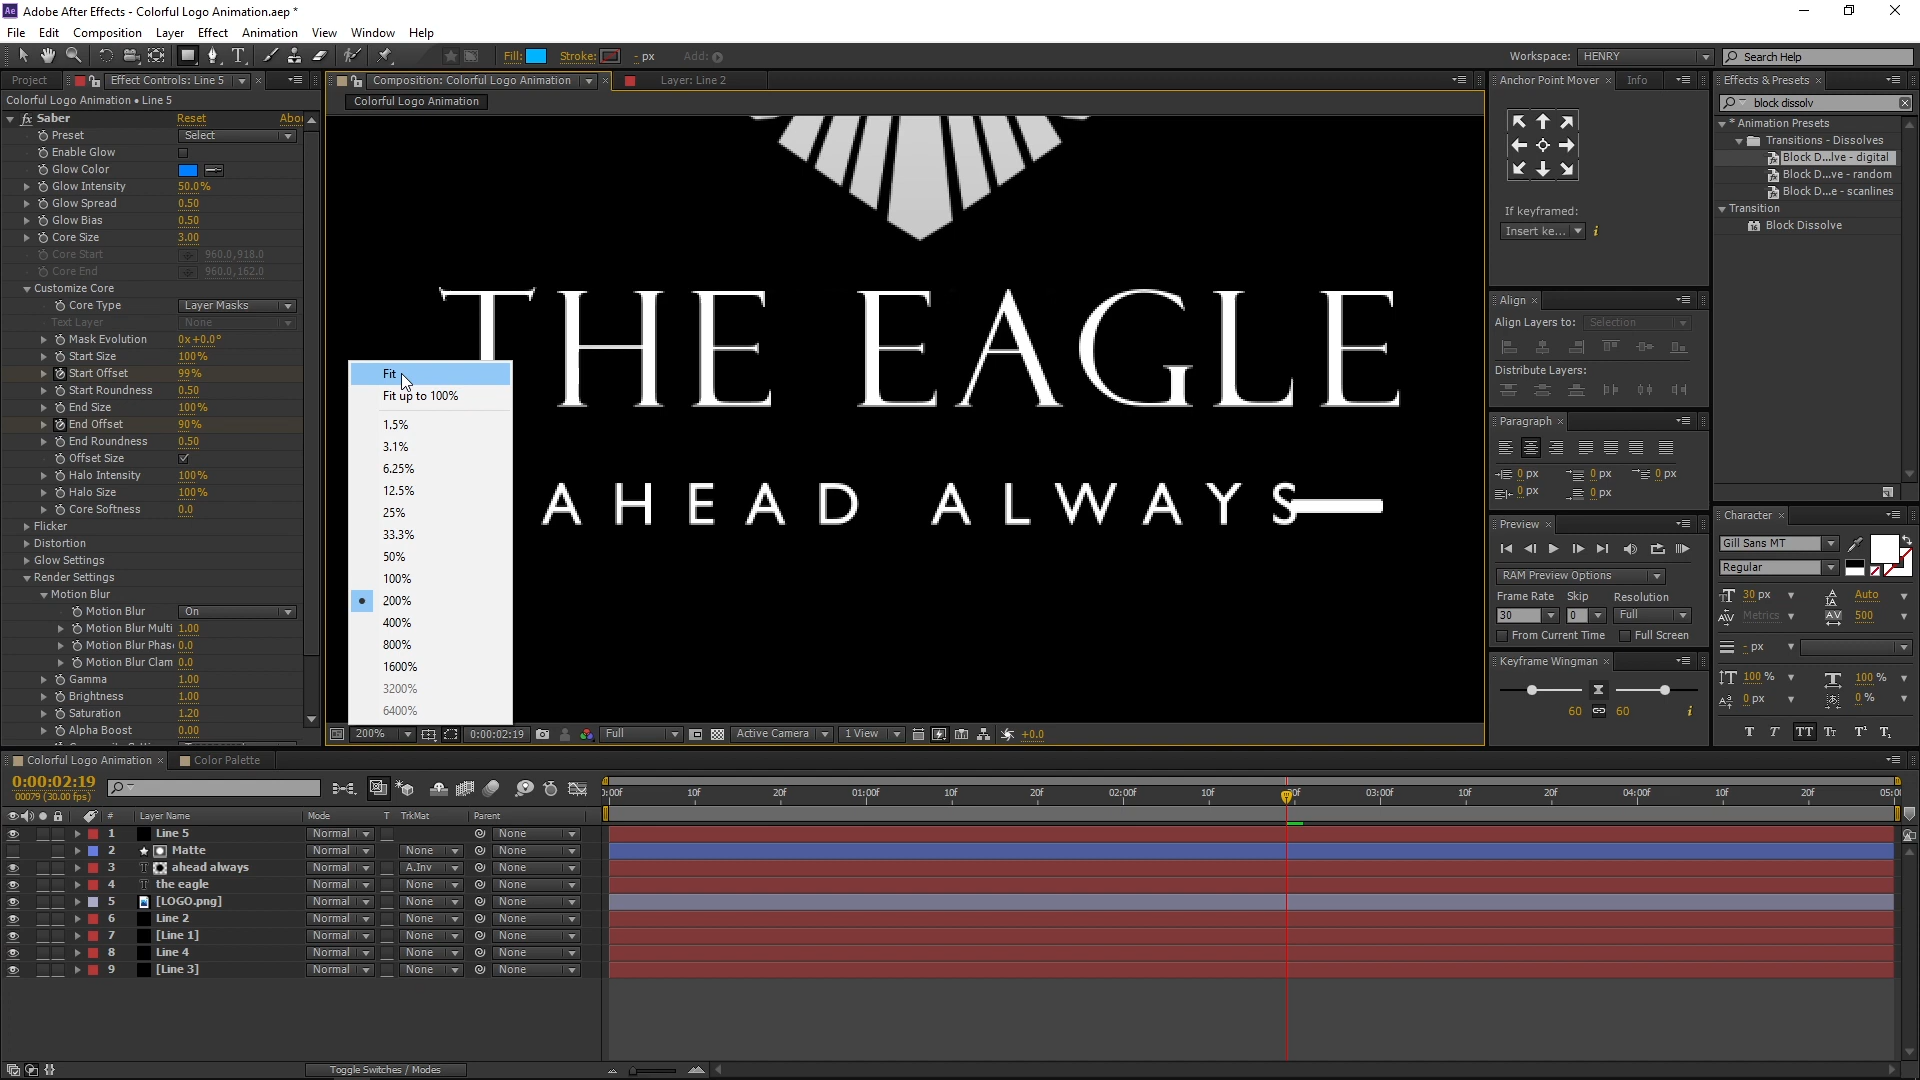 Adobe After Effects - Colorful Logo Animation.aep *
File Edit Composition Layer Effect Animation View Window Help
Fill: Stroke: - px Add:
Workspace: HENRY Search Help
Project Effect Controls: Line 5
Colorful Logo Animation • Line 5
fx Saber Reset Abou
Preset Select
Enable Glow
Glow Color
Glow Intensity 50.0%
Glow Spread 0.50
Glow Bias 0.50
Core Size 3.00
Core Start 960.0,918.0
Core End 960.0,162.0
Customize Core
Core Type Layer Masks
Text Layer None
Mask Evolution 0x+0.0°
Start Size 100%
Start Offset 99%
Start Roundness 0.50
End Size 100%
End Offset 90%
End Roundness 0.50
Offset Size
Halo Intensity 100%
Halo Size 100%
Core Softness 0.0
Flicker
Distortion
Glow Settings
Render Settings
Motion Blur
Motion Blur On
Motion Blur Multi 1.00
Motion Blur Phas 0.0
Motion Blur Clam 0.0
Gamma 1.00
Brightness 1.00
Saturation 1.20
Alpha Boost 0.00
Composition: Colorful Logo Animation Layer: Line 2
Colorful Logo Animation
THE EAGLE
AHEAD ALWAYS
Fit
Fit up to 100%
1.5%
3.1%
6.25%
12.5%
25%
33.3%
50%
100%
200%
400%
800%
1600%
3200%
6400%
200% 0:00:02:19 Full Active Camera 1 View +0.0
Anchor Point Mover Info
If keyframed:
Insert ke...
Align
Align Layers to: Selection
Distribute Layers:
Paragraph
0 px 0 px 0 px
0 px 0 px
Preview
RAM Preview Options
Frame Rate Skip Resolution
30 0 Full
From Current Time Full Screen
Keyframe Wingman
60 60
Effects & Presets
block dissolv
* Animation Presets
Transitions - Dissolves
Block D...lve - digital
Block D...ve - random
Block D...e - scanlines
Transition
Block Dissolve
Character
Gill Sans MT
Regular
30 px Auto
Metrics 500
- px
100 % 100 %
0 px 0 %
T T TT Tt T¹ T₁
Colorful Logo Animation Color Palette
0:00:02:19
00079 (30.00 fps)
# Layer Name Mode T TrkMat Parent
1 Line 5 Normal None
2 Matte Normal None None
3 T ahead always Normal A.Inv None
4 T the eagle Normal None None
5 [LOGO.png] Normal None None
6 Line 2 Normal None None
7 [Line 1] Normal None None
8 Line 4 Normal None None
9 [Line 3] Normal None None
):00f 10f 20f 01:00f 10f 20f 02:00f 10f 20f 03:00f 10f 20f 04:00f 10f 20f 05:0
Toggle Switches / Modes